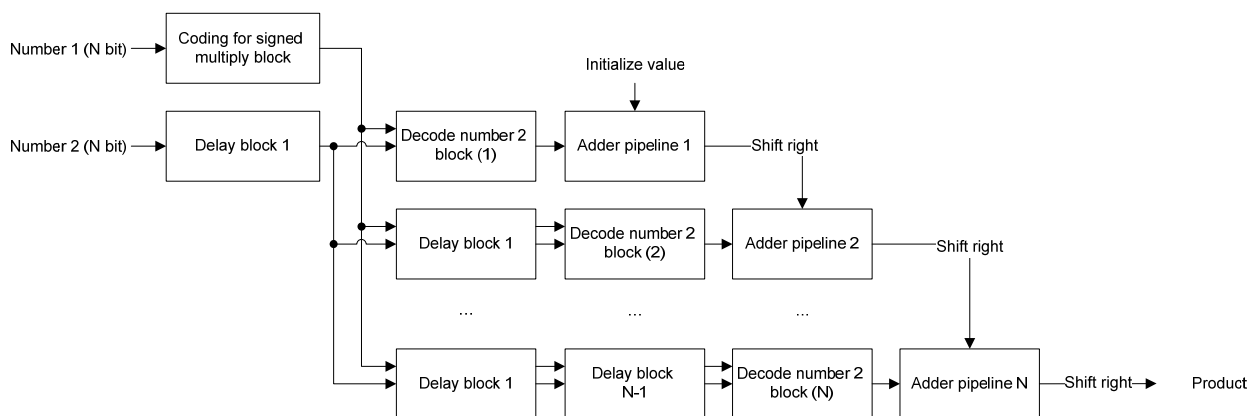 Number 1 (N bit)
Coding for signed
multiply block
Initialize value
Number 2 (N bit)
Delay block 1
Decode number 2
block (1)
Adder pipeline 1
Shift right
Delay block 1
Decode number 2
block (2)
Adder pipeline 2
Shift right
...
...
...
Delay block 1
Delay block
N-1
Decode number 2
block (N)
Adder pipeline N
Shift right
Product